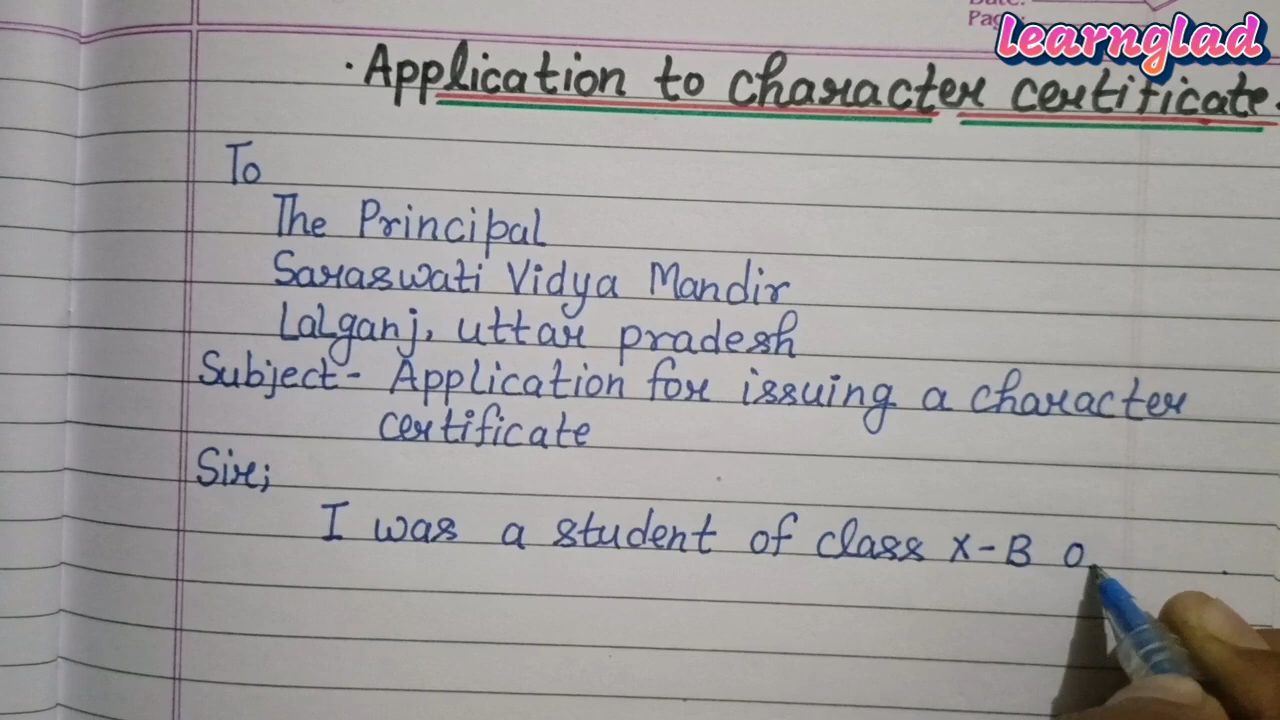 Pag
learnglad
· Application to character certificate.
To
The Principal
Saraswati Vidya Mandir
Lalganj, uttar pradesh
Subject - Application for issuing a character
certificate
Sir;
I was a student of class X-B o